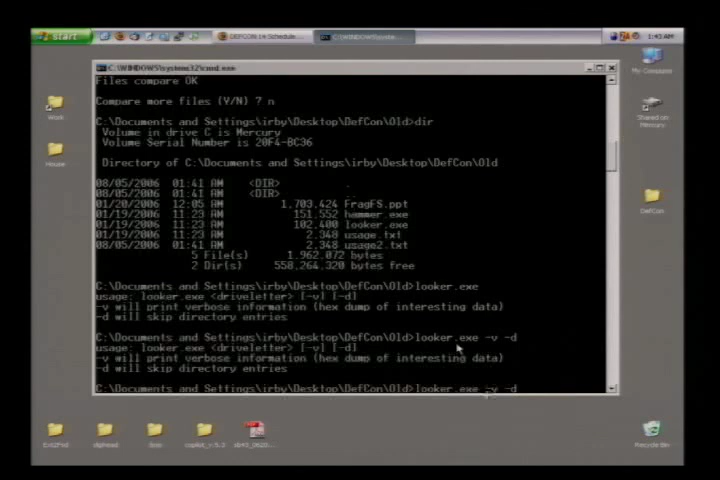 start
DEFCON 14 Schedule...
C:\WINDOWS\syste...
1:43 AM
C:\WINDOWS\system32\cmd.exe
Files compare OK
Compare more files (Y/N) ? n
C:\Documents and Settings\irby\Desktop\DefCon\Old>dir
Volume in drive C is Mercury
Volume Serial Number is 20F4-BC36
Directory of C:\Documents and Settings\irby\Desktop\DefCon\Old
08/05/2006 01:41 AM <DIR> .
08/05/2006 01:41 AM <DIR> ..
01/20/2006 12:05 AM 1,703,424 FragFS.ppt
01/19/2006 11:23 AM 151,552 hammer.exe
01/19/2006 11:23 AM 102,400 looker.exe
01/19/2006 11:23 AM 2,348 usage.txt
08/05/2006 01:41 AM 2,348 usage2.txt
5 File(s) 1,962,072 bytes
2 Dir(s) 558,264,320 bytes free
C:\Documents and Settings\irby\Desktop\DefCon\Old>looker.exe
usage: looker.exe <driveletter> [-v] [-d]
-v will print verbose information (hex dump of interesting data)
-d will skip directory entries
C:\Documents and Settings\irby\Desktop\DefCon\Old>looker.exe -v -d
usage: looker.exe <driveletter> [-v] [-d]
-v will print verbose information (hex dump of interesting data)
-d will skip directory entries
C:\Documents and Settings\irby\Desktop\DefCon\Old>looker.exe -v -d
Work
House
My Computer
Shared on
Mercury
DefCon
Recycle Bin